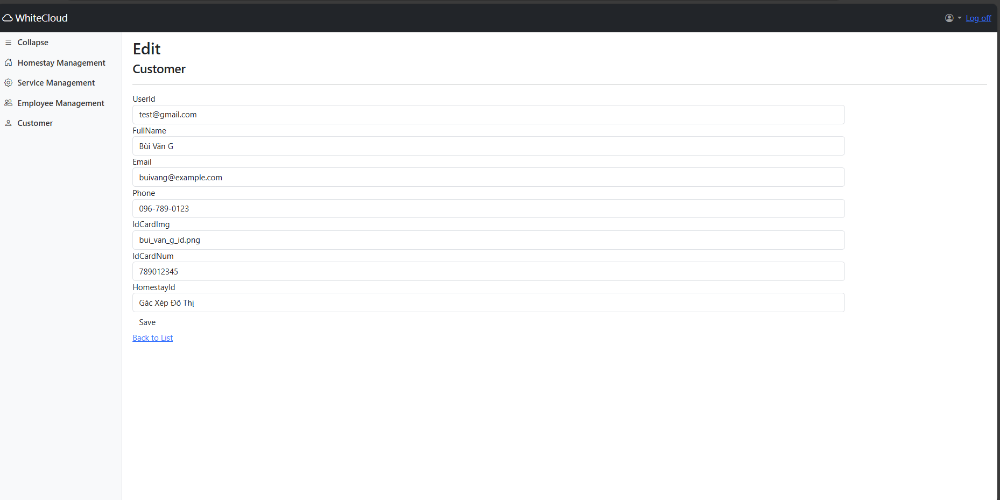 WhiteCloud
Log off
Collapse
Homestay Management
Service Management
Employee Management
Customer
Edit
Customer
UserId
test@gmail.com
FullName
Bùi Văn G
Email
buivang@example.com
Phone
096-789-0123
IdCardImg
bui_van_g_id.png
IdCardNum
789012345
HomestayId
Gác Xép Đô Thị
Save
Back to List